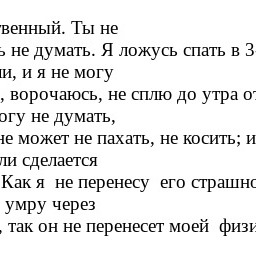 твенный. Ты не
ь не думать. Я ложусь спать в 3
и, и я не могу
, ворочаюсь, не сплю до утра от
огу не думать,
не может не пахать, не косить; и
ли сделается
Как я  не перенесу  его страшно
умру через
, так он не перенесет моей  физи